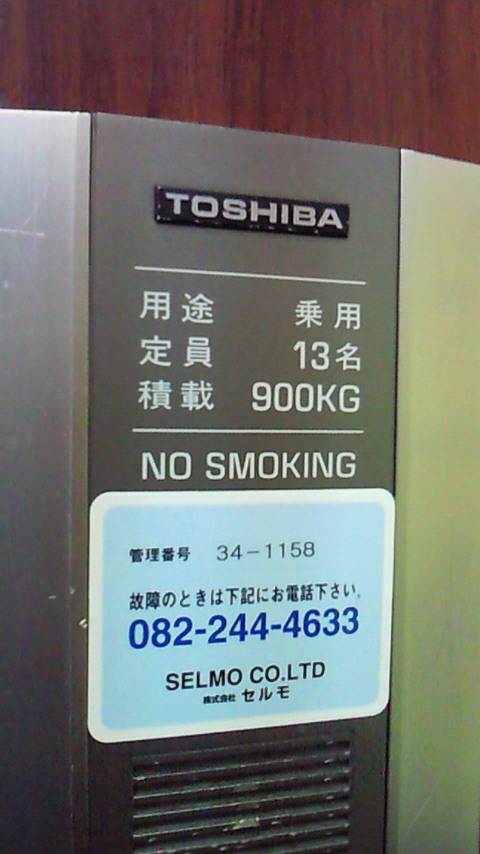 TOSHIBA
用途 乗用
定員 13名
積載 900KG
NO SMOKING
管理番号 34-1158
故障のときは下記にお電話下さい。
082-244-4633
SELMO CO.LTD
株式会社 セルモ